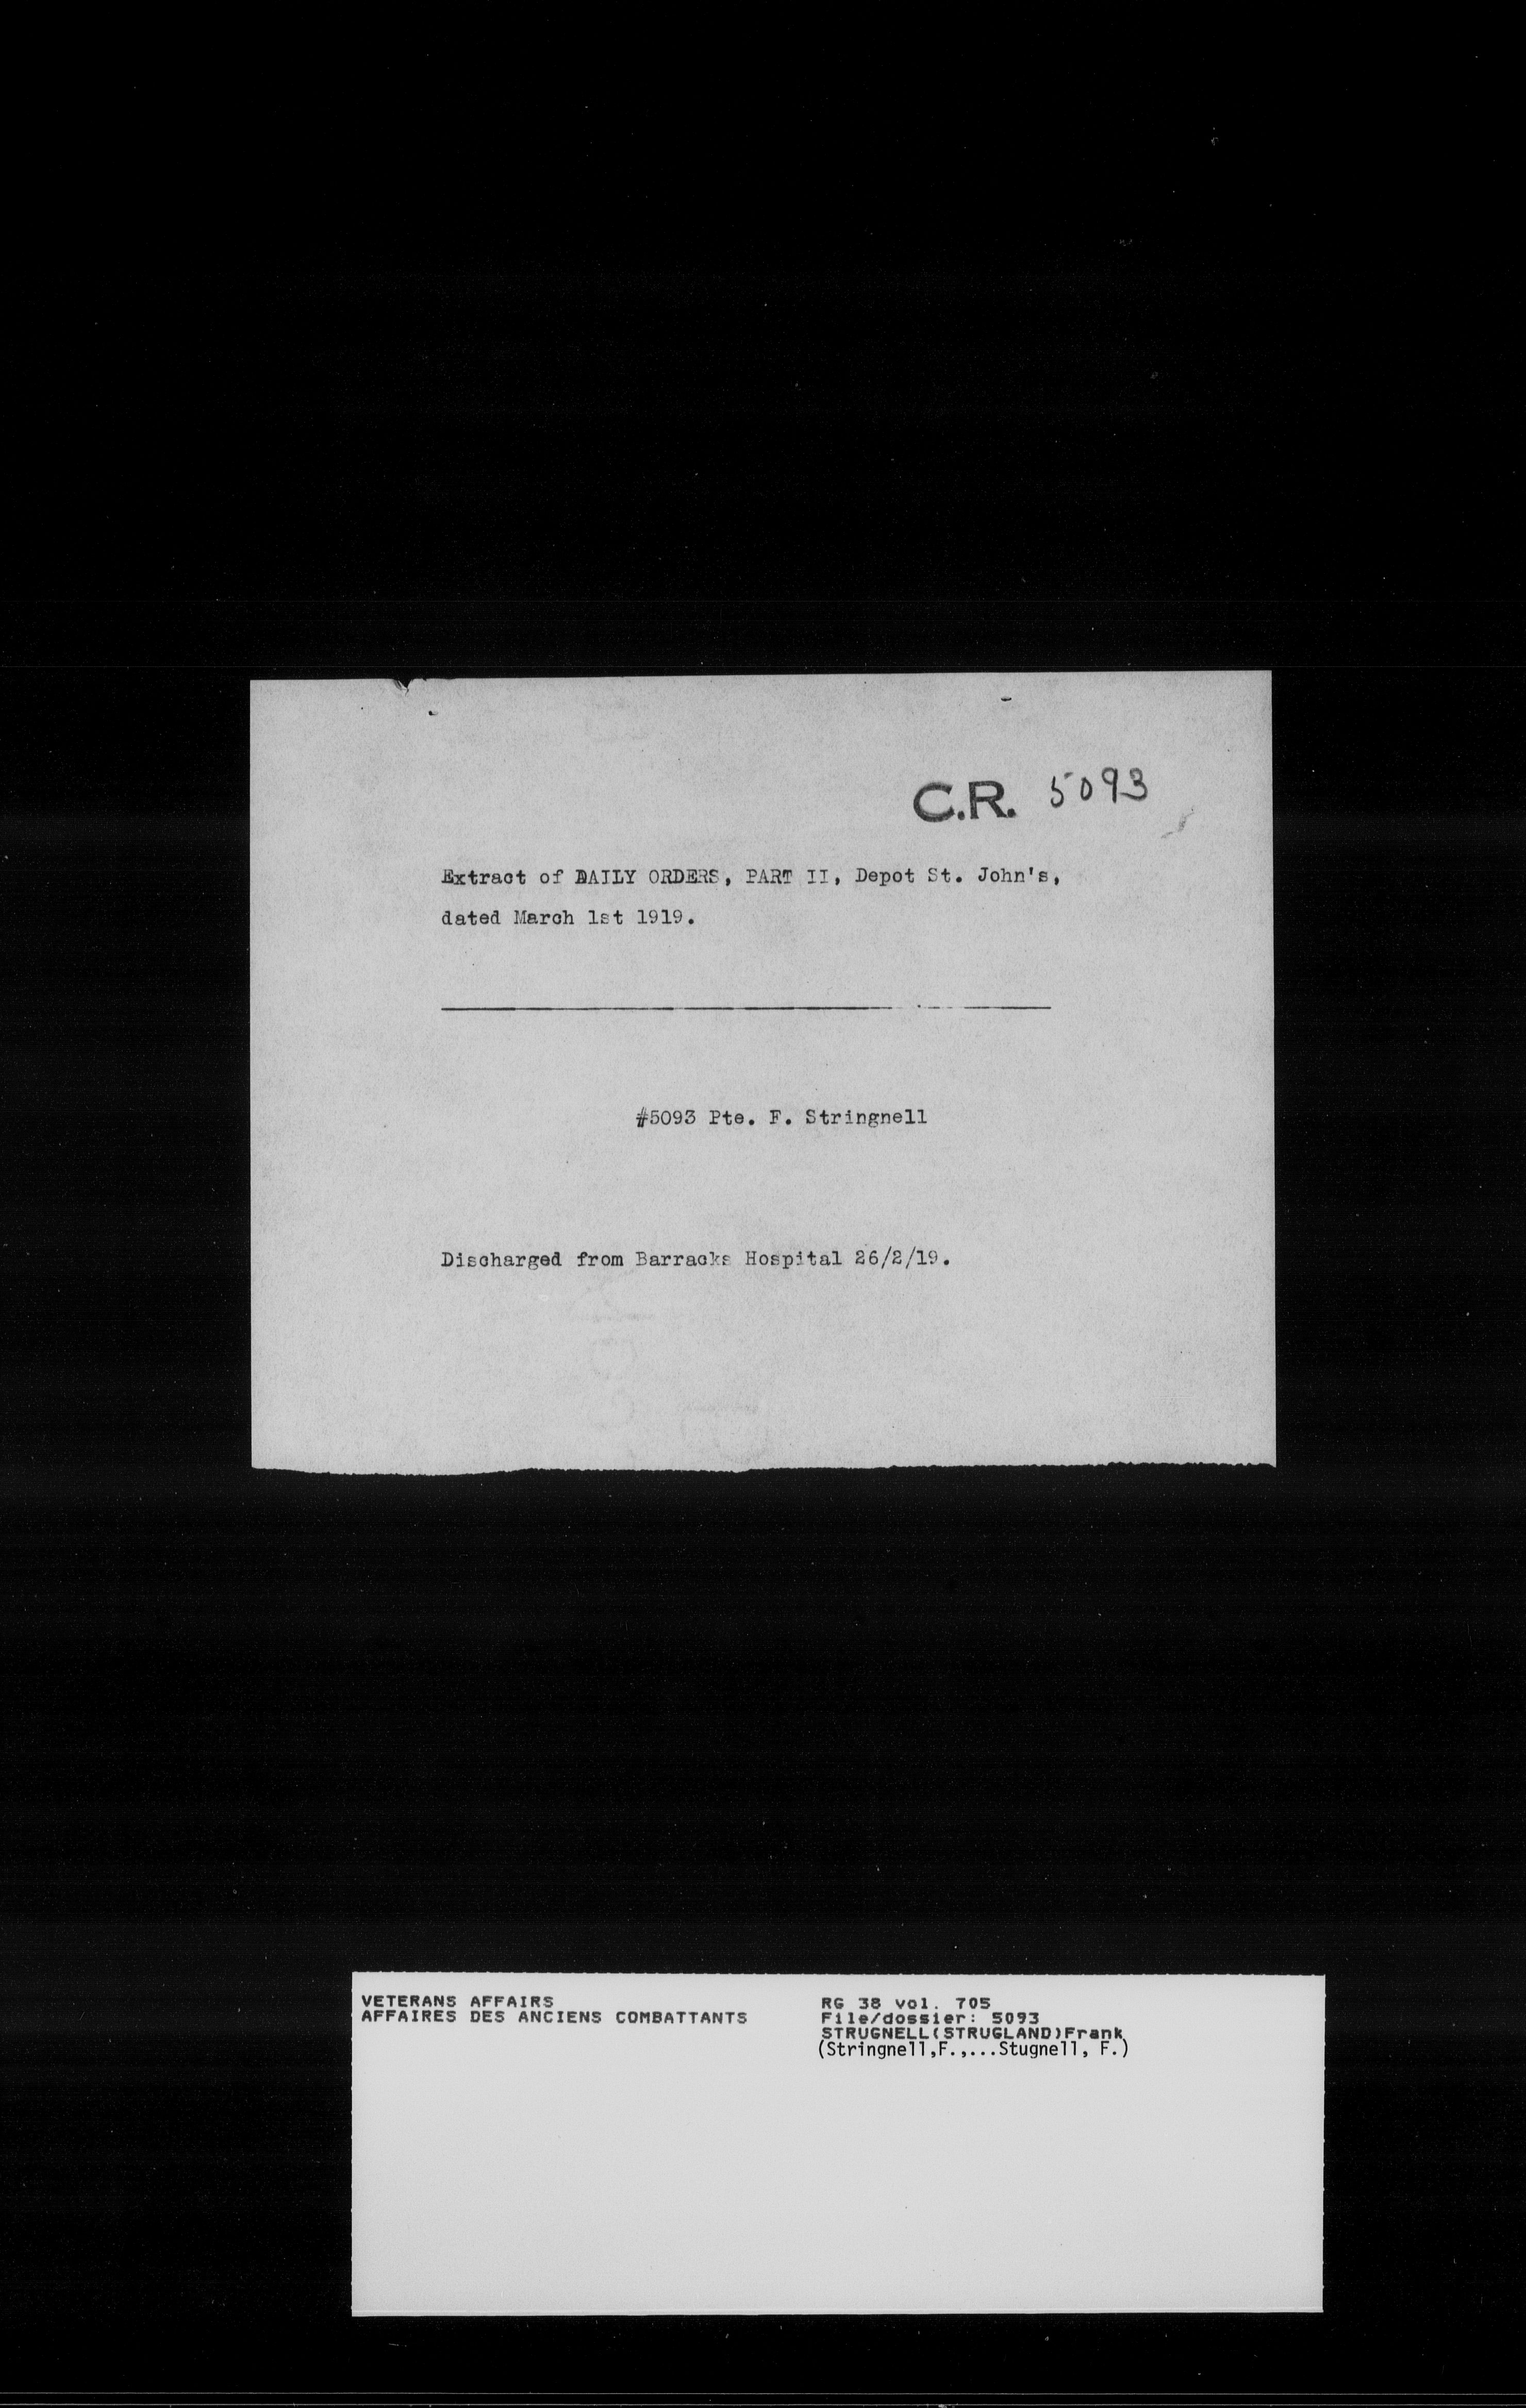 C.R. 5093
Extract of DAILY ORDERS, PART II, Depot St. John's,
dated March 1st 1919.
#5093 Pte. F. Stringnell
Discharged from Barracks Hospital 26/2/19.
VETERANS AFFAIRS
AFFAIRES DES ANCIENS COMBATTANTS
RG 38 vol. 705
File/dossier: 5093
STRUGNELL(STRUGLAND)Frank
(Stringnell,F.,...Stugnell, F.)